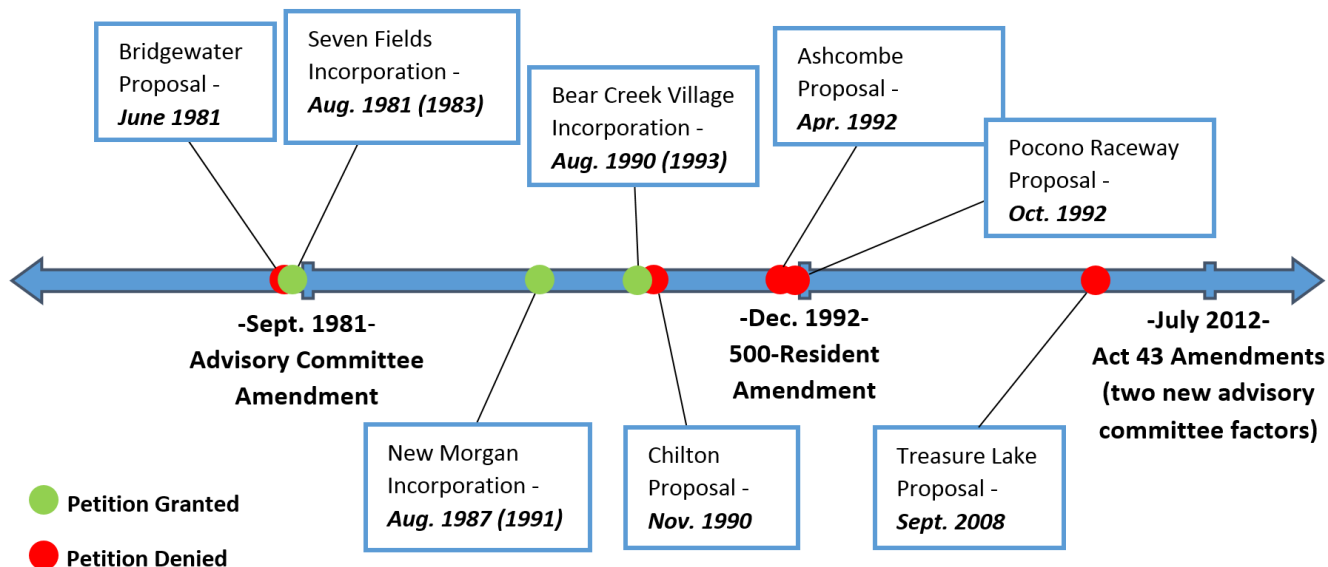 Bridgewater
Proposal -
June 1981
Seven Fields
Incorporation -
Aug. 1981 (1983)
Bear Creek Village
Incorporation -
Aug. 1990 (1993)
Ashcombe
Proposal -
Apr. 1992
Pocono Raceway
Proposal -
Oct. 1992
-Sept. 1981-
Advisory Committee
Amendment
-Dec. 1992-
500-Resident
Amendment
-July 2012-
Act 43 Amendments
(two new advisory
committee factors)
New Morgan
Incorporation -
Aug. 1987 (1991)
Chilton
Proposal -
Nov. 1990
Treasure Lake
Proposal -
Sept. 2008
Petition Granted
Petition Denied